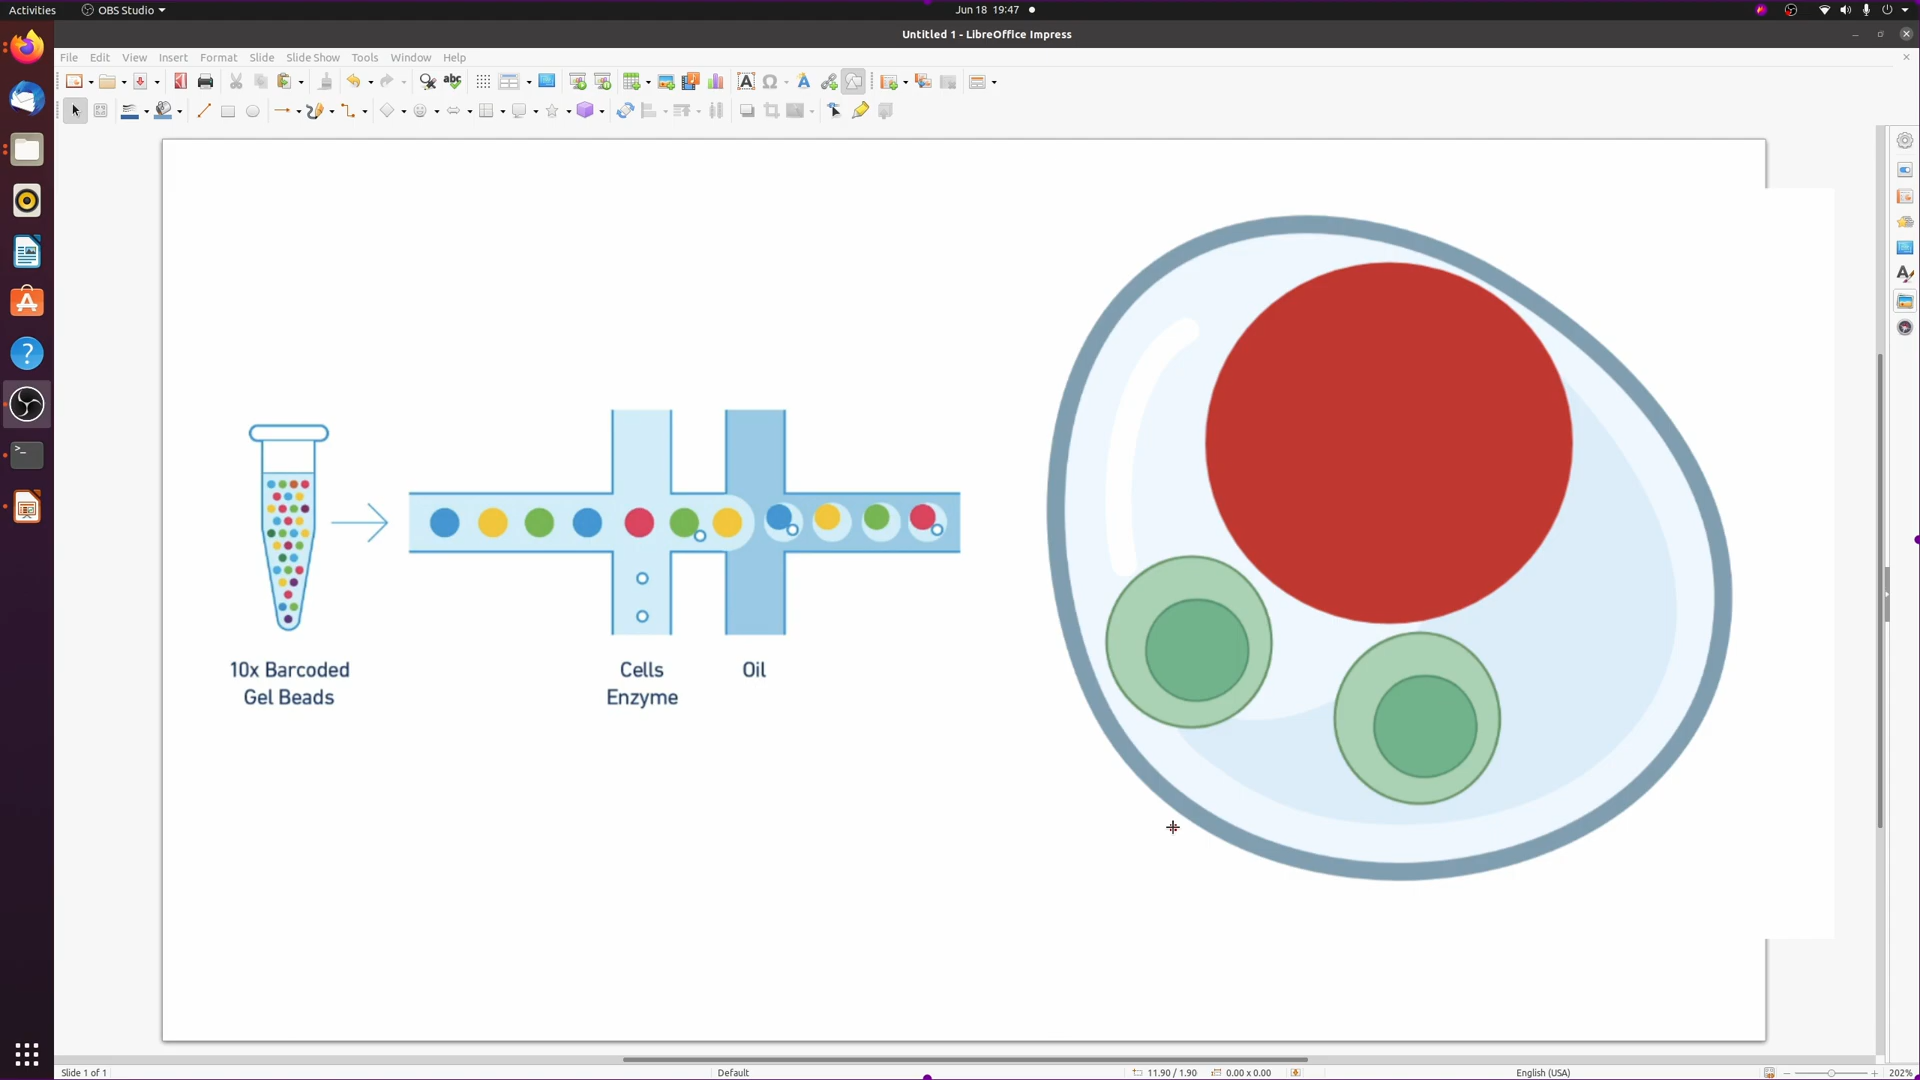 Activities
OBS Studio
Jun 18 19:47
Untitled 1 - LibreOffice Impress
File Edit View Insert Format Slide Slide Show Tools Window Help
10x Barcoded
Gel Beads
Cells
Enzyme
Oil
Slide 1 of 1
Default
11.90 / 1.90
0.00 x 0.00
English (USA)
202%